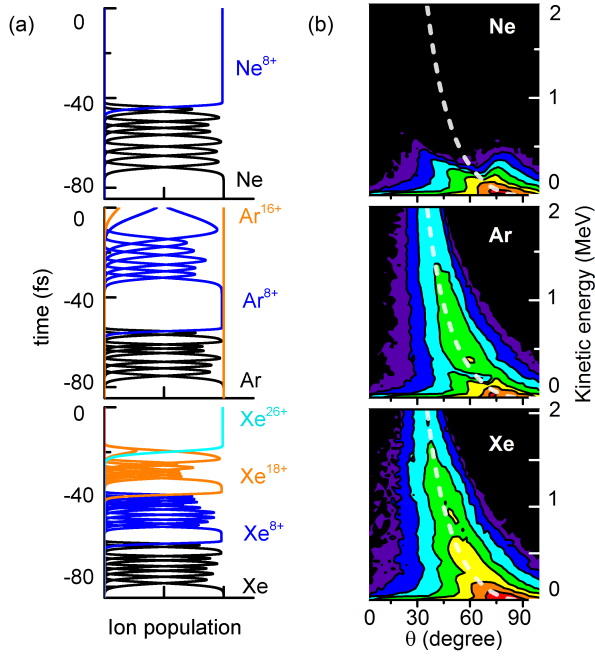 (a)
(b)
0
-40
-80
Ne⁸⁺
Ne
Ne
2
1
0
0
-40
-80
Ar¹⁶⁺
Ar⁸⁺
Ar
Ar
2
1
0
time (fs)
Kinetic energy (MeV)
0
-40
-80
Xe²⁶⁺
Xe¹⁸⁺
Xe⁸⁺
Xe
Xe
2
1
0
0 30 60 90
Ion population
θ (degree)